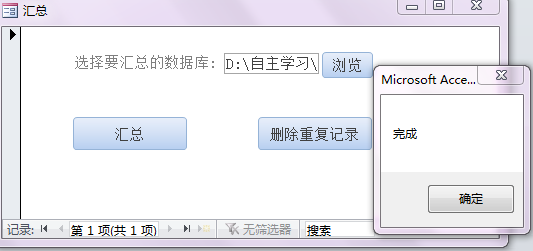 汇总
选择要汇总的数据库：
D:\自主学习\
浏览
汇总
删除重复记录
Microsoft Acce...
完成
确定
记录:
第 1 项(共 1 项)
无筛选器
搜索